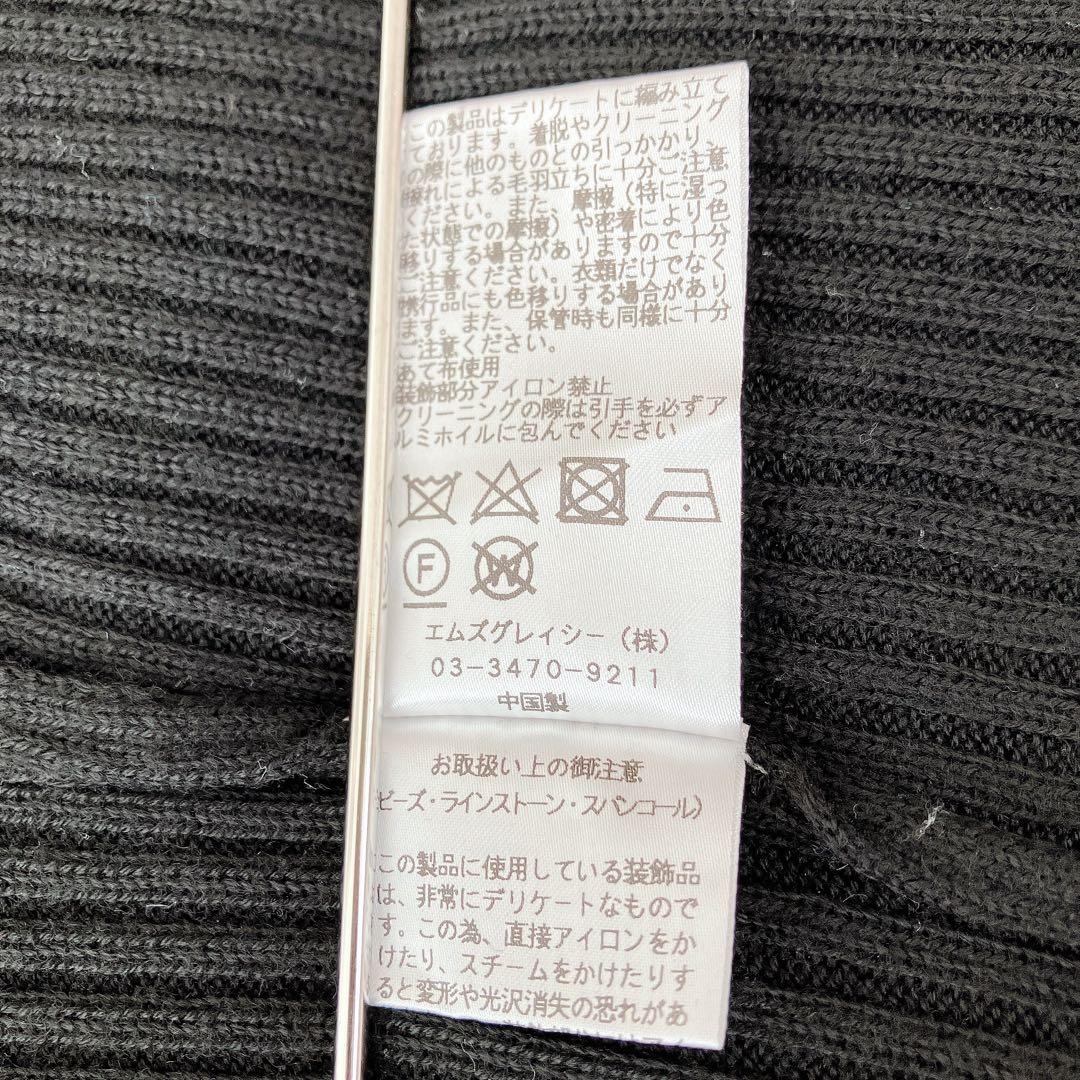 この製品はデリケートに編み立て
ております。着脱やクリーニング
の際に他のものとの引っかかり、
擦れによる毛羽立ちに十分ご注意
ください。また、摩擦（特に湿っ
た状態での摩擦）や密着により色
移りする場合がありますので十分
ご注意ください。衣類だけでなく
携行品にも色移りする場合があり
ます。また、保管時も同様に十分
ご注意ください。
あて布使用
装飾部分アイロン禁止
クリーニングの際は引手を必ずア
ルミホイルに包んでください
F
W
エムズグレイシー（株）
03-3470-9211
中国製
お取扱い上の御注意
ビーズ・ラインストーン・スパンコール）
この製品に使用している装飾品
は、非常にデリケートなもので
す。この為、直接アイロンをか
けたり、スチームをかけたりす
ると変形や光沢消失の恐れがあ